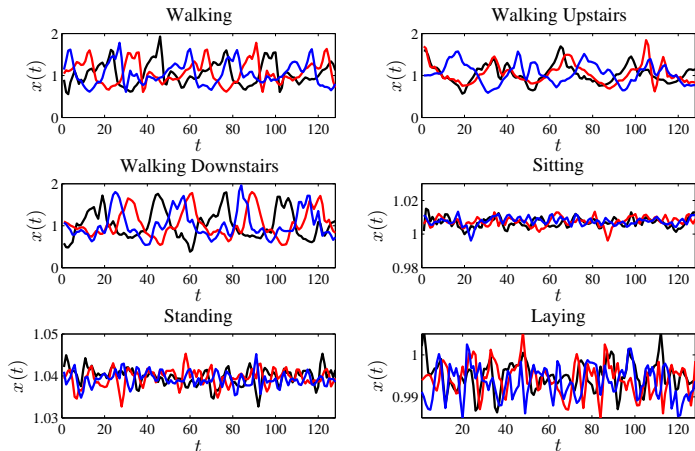 Walking
2
1
0
x(t)
0 20 40 60 80 100 120
t
Walking Upstairs
2
1
0
x(t)
0 20 40 60 80 100 120
t
Walking Downstairs
2
1
0
x(t)
0 20 40 60 80 100 120
t
Sitting
1.02
1
0.98
x(t)
0 20 40 60 80 100 120
t
Standing
1.05
1.04
1.03
x(t)
0 20 40 60 80 100 120
t
Laying
1
0.99
x(t)
0 20 40 60 80 100 120
t